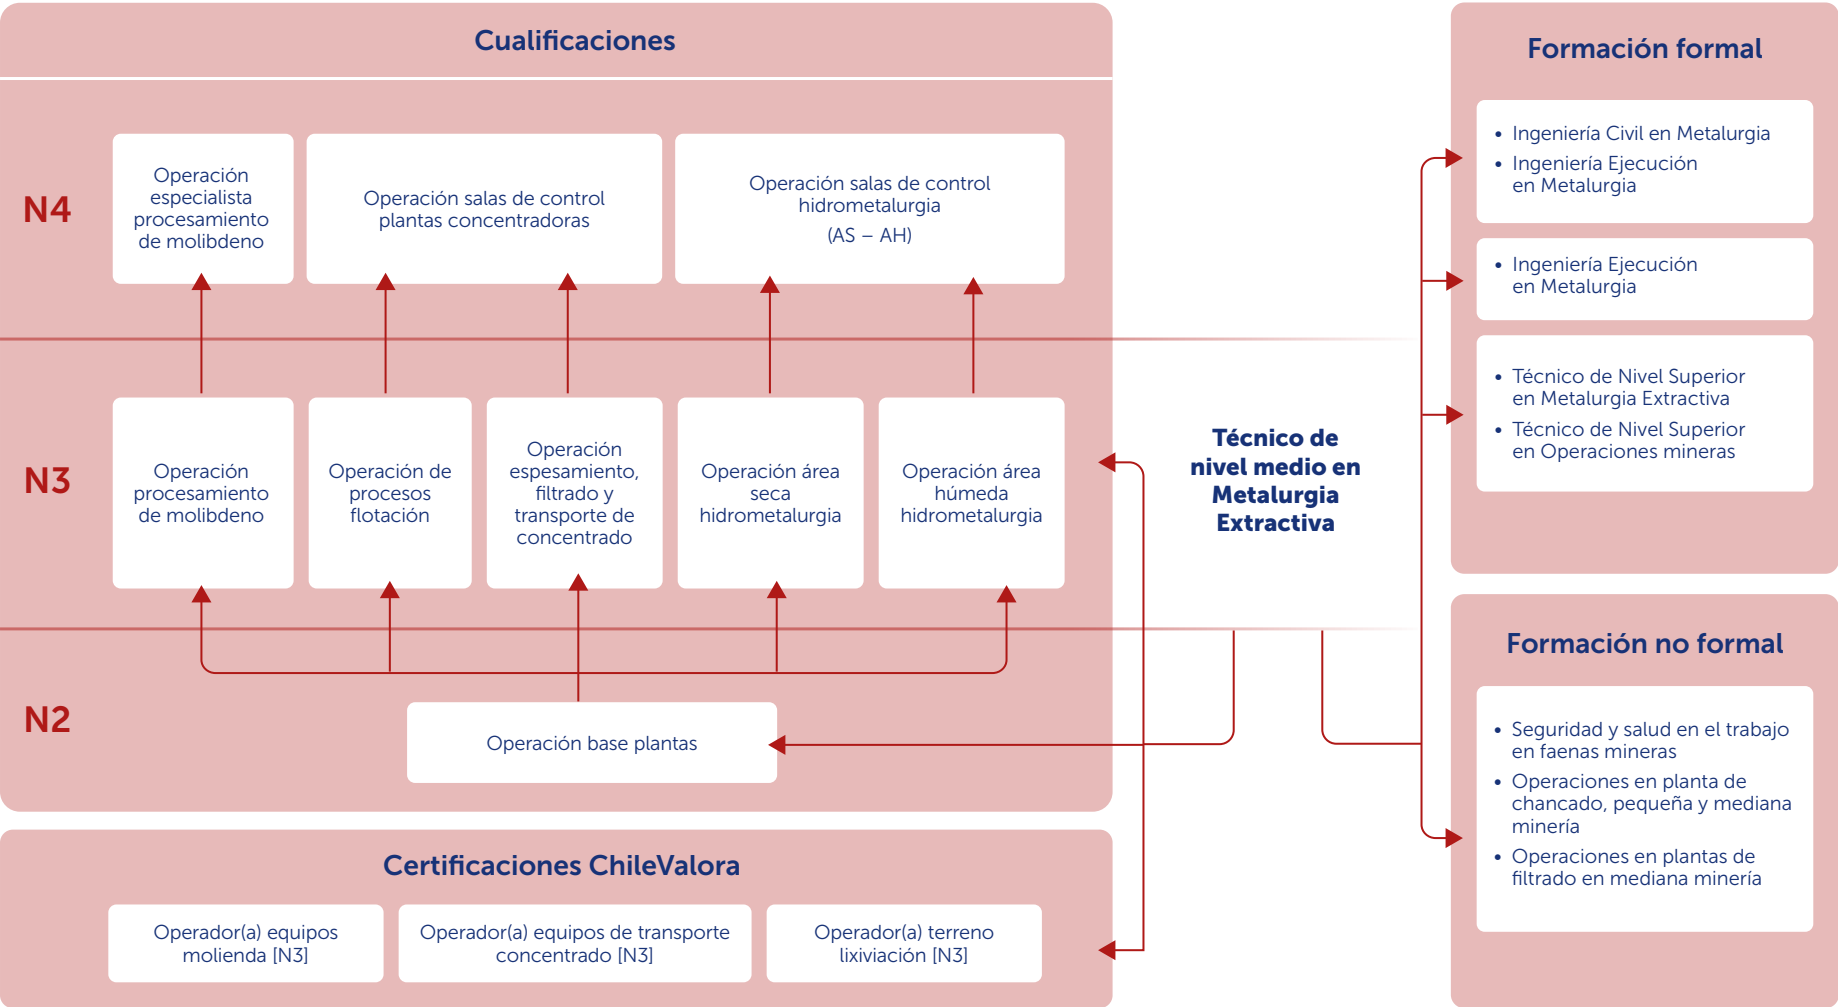 Cualificaciones
N4
Operación
especialista
procesamiento
de molibdeno
Operación salas de control
plantas concentradoras
Operación salas de control
hidrometalurgia
(AS – AH)
N3
Operación
procesamiento
de molibdeno
Operación de
procesos
flotación
Operación
espesamiento,
filtrado y
transporte de
concentrado
Operación área
seca
hidrometalurgia
Operación área
húmeda
hidrometalurgia
N2
Operación base plantas
Certificaciones ChileValora
Operador(a) equipos
molienda [N3]
Operador(a) equipos de transporte
concentrado [N3]
Operador(a) terreno
lixiviación [N3]
Técnico de
nivel medio en
Metalurgia
Extractiva
Formación formal
• Ingeniería Civil en Metalurgia
• Ingeniería Ejecución
en Metalurgia
• Ingeniería Ejecución
en Metalurgia
• Técnico de Nivel Superior
en Metalurgia Extractiva
• Técnico de Nivel Superior
en Operaciones mineras
Formación no formal
• Seguridad y salud en el trabajo
en faenas mineras
• Operaciones en planta de
chancado, pequeña y mediana
minería
• Operaciones en plantas de
filtrado en mediana minería